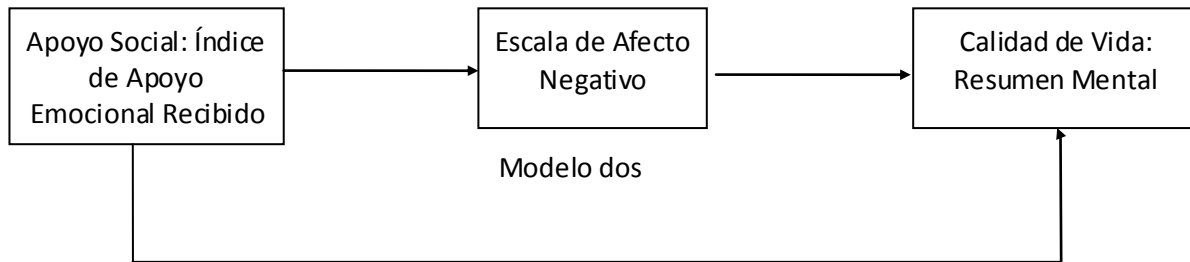 Apoyo Social: Índice
de Apoyo
Emocional Recibido
Escala de Afecto
Negativo
Calidad de Vida:
Resumen Mental
Modelo dos